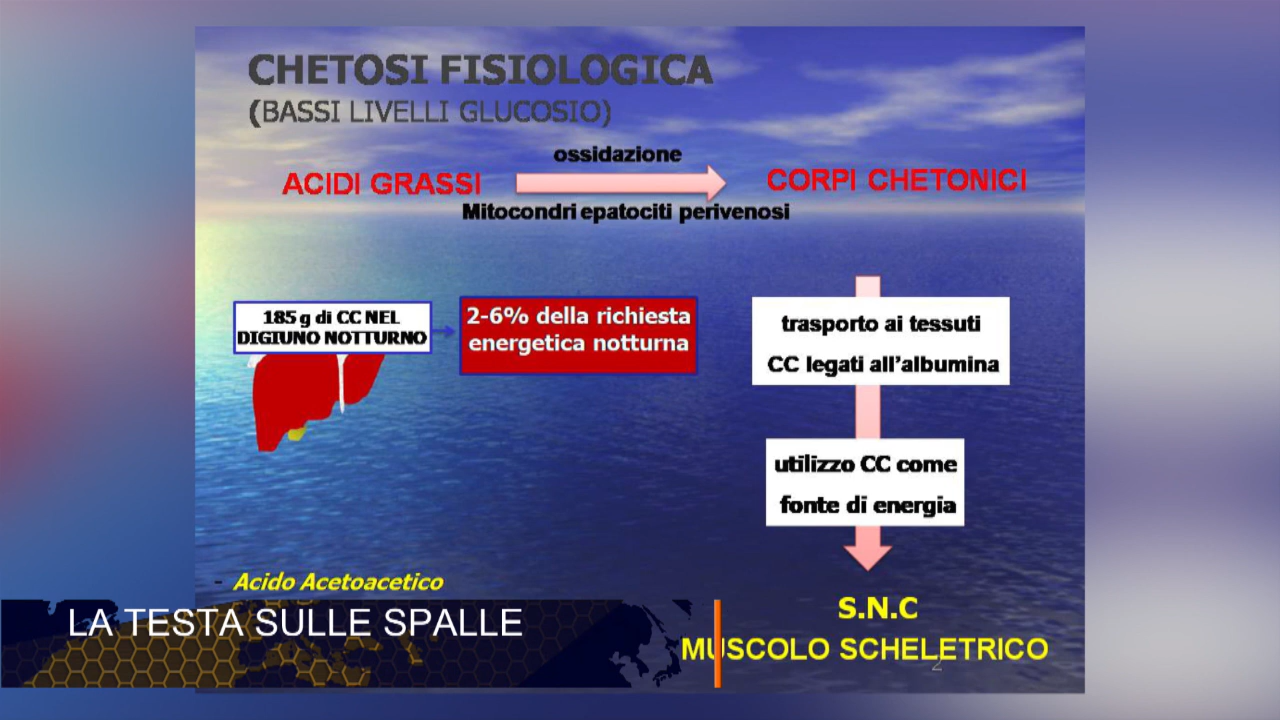 CHETOSI FISIOLOGICA
(BASSI LIVELLI GLUCOSIO)
ossidazione
ACIDI GRASSI
CORPI CHETONICI
Mitocondri epatociti perivenosi
185 g di CC NEL
DIGIUNO NOTTURNO
2-6% della richiesta
energetica notturna
trasporto ai tessuti
CC legati all'albumina
utilizzo CC come
fonte di energia
- Acido Acetoacetico
LA TESTA SULLE SPALLE
S.N.C
MUSCOLO SCHELETRICO
2